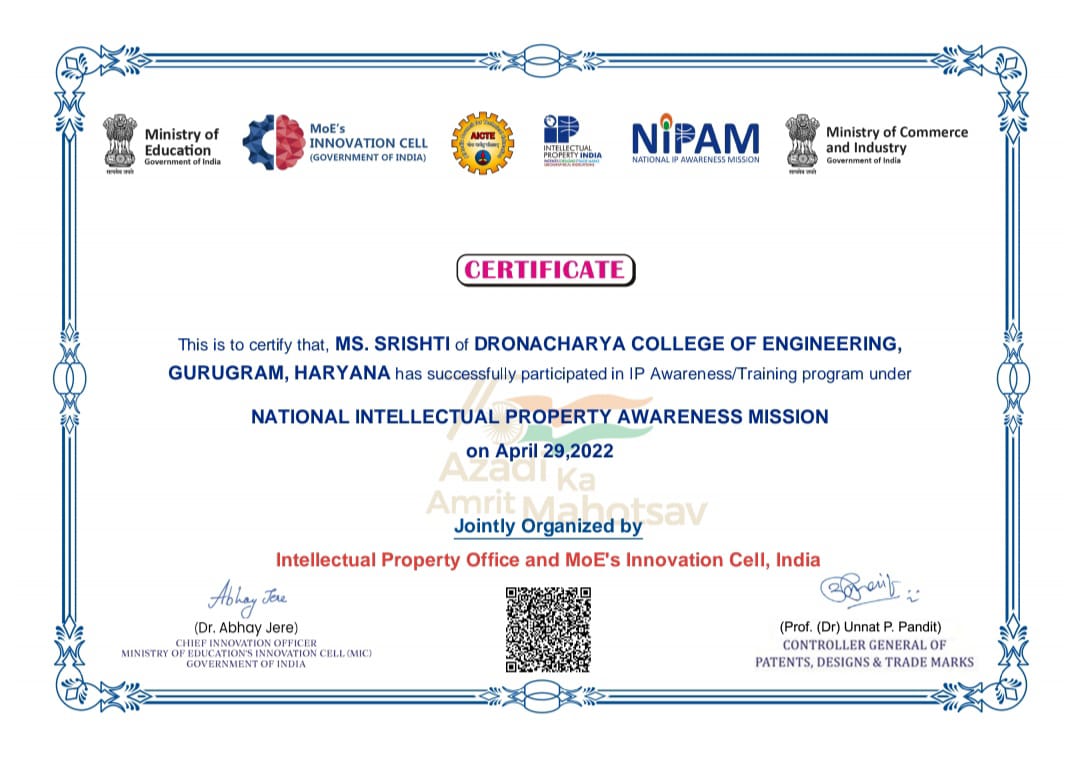 Ministry of
Education
Government of India
सत्यमेव जयते
MoE's
INNOVATION CELL
(GOVERNMENT OF INDIA)
AICTE
INTELLECTUAL
PROPERTY INDIA
NiPAM
NATIONAL IP AWARENESS MISSION
सत्यमेव जयते
Ministry of Commerce
and Industry
Government of India
CERTIFICATE
This is to certify that, MS. SRISHTI of DRONACHARYA COLLEGE OF ENGINEERING,
GURUGRAM, HARYANA has successfully participated in IP Awareness/Training program under
NATIONAL INTELLECTUAL PROPERTY AWARENESS MISSION
on April 29,2022
Azadi Ka
Amrit Mahotsav
Jointly Organized by
Intellectual Property Office and MoE's Innovation Cell, India
Abhay Jere
(Dr. Abhay Jere)
CHIEF INNOVATION OFFICER
MINISTRY OF EDUCATION'S INNOVATION CELL (MIC)
GOVERNMENT OF INDIA
(Prof. (Dr) Unnat P. Pandit)
CONTROLLER GENERAL OF
PATENTS, DESIGNS & TRADE MARKS